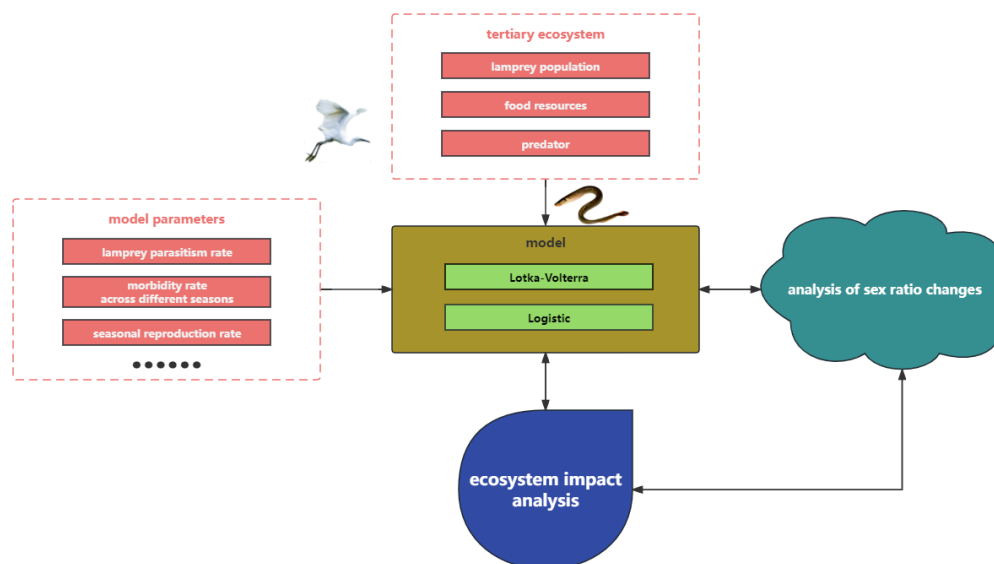 tertiary ecosystem
lamprey population
food resources
predator
model parameters
lamprey parasitism rate
morbidity rate
across different seasons
seasonal reproduction rate
••••••
model
Lotka-Volterra
Logistic
analysis of sex ratio changes
ecosystem impact
analysis